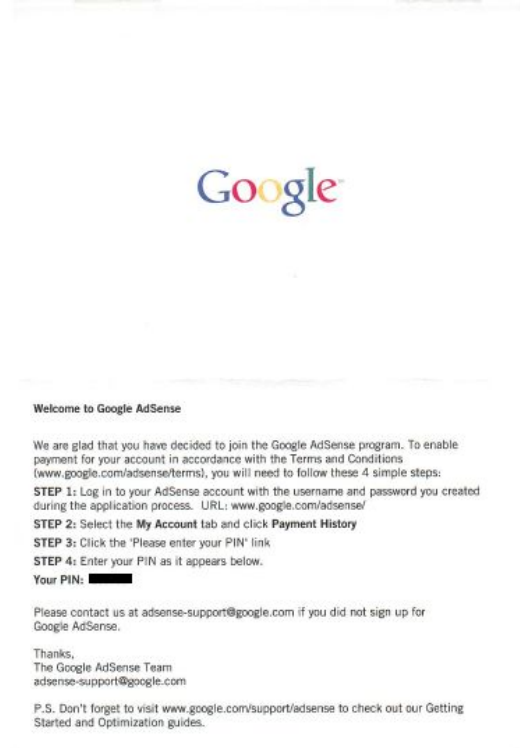 Google™
Welcome to Google AdSense
We are glad that you have decided to join the Google AdSense program. To enable
payment for your account in accordance with the Terms and Conditions
(www.google.com/adsense/terms), you will need to follow these 4 simple steps:
STEP 1: Log in to your AdSense account with the username and password you created
during the application process. URL: www.google.com/adsense/
STEP 2: Select the My Account tab and click Payment History
STEP 3: Click the 'Please enter your PIN' link
STEP 4: Enter your PIN as it appears below.
Your PIN:
Please contact us at adsense-support@google.com if you did not sign up for
Google AdSense.
Thanks,
The Google AdSense Team
adsense-support@google.com
P.S. Don't forget to visit www.google.com/support/adsense to check out our Getting
Started and Optimization guides.